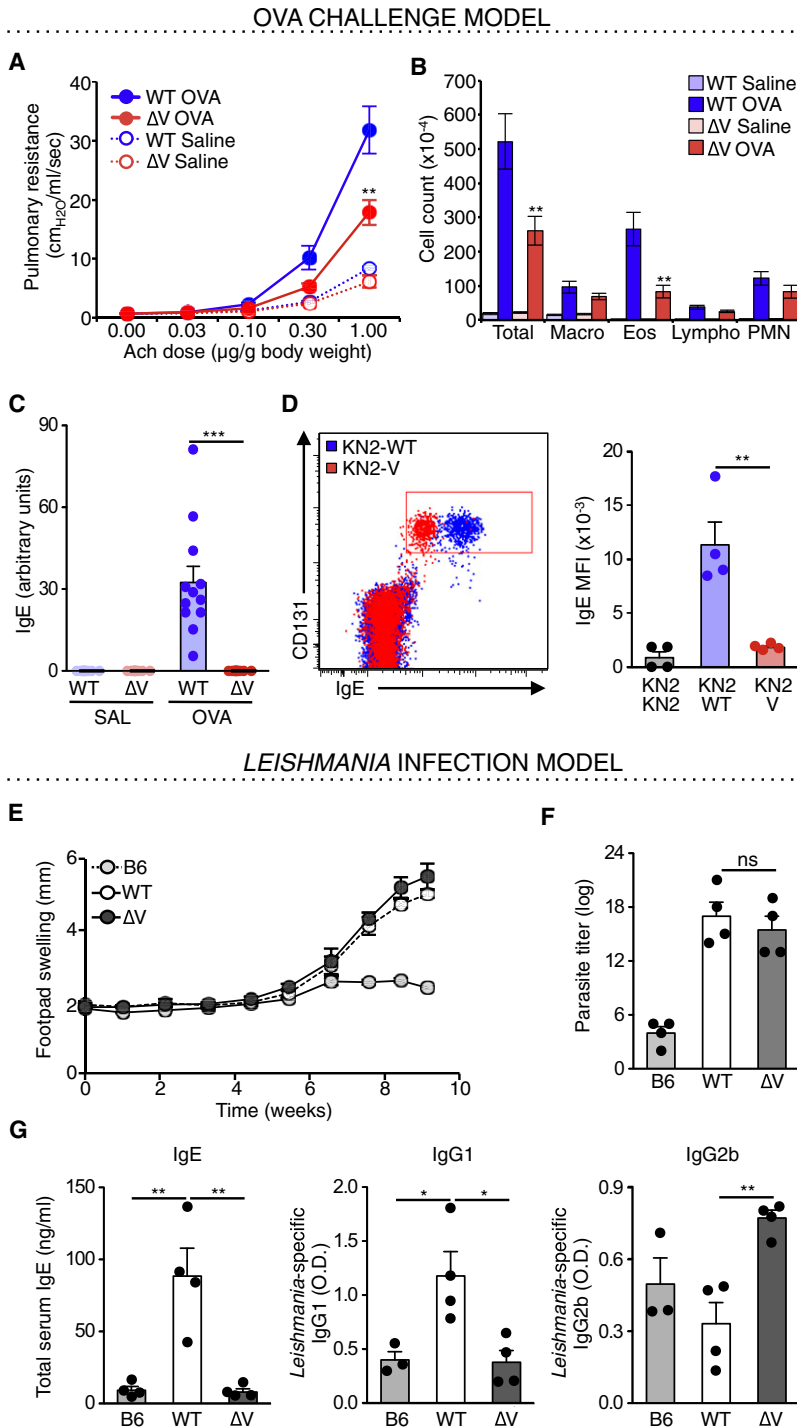 OVA CHALLENGE MODEL
A
Pulmonary resistance
(cmH2O/ml/sec)
40
30
20
10
0
WT OVA
ΔV OVA
WT Saline
ΔV Saline
**
0.00 0.03 0.10 0.30 1.00
Ach dose (µg/g body weight)
B
Cell count (x10-4)
700
600
500
400
300
200
100
0
WT Saline
WT OVA
ΔV Saline
ΔV OVA
**
**
Total Macro Eos Lympho PMN
C
IgE (arbitrary units)
90
60
30
0
***
WT ΔV WT ΔV
SAL OVA
D
KN2-WT
KN2-V
CD131
IgE
IgE MFI (x10-3)
20
15
10
5
0
**
KN2 KN2 KN2
KN2 WT V
LEISHMANIA INFECTION MODEL
E
Footpad swelling (mm)
6
4
2
0
B6
WT
ΔV
0 2 4 6 8 10
Time (weeks)
F
Parasite titer (log)
24
18
12
6
0
ns
B6 WT ΔV
G
IgE
Total serum IgE (ng/ml)
150
100
50
0
** **
B6 WT ΔV
IgG1
Leishmania-specific
IgG1 (O.D.)
2.0
1.5
1.0
0.5
0.0
* *
B6 WT ΔV
IgG2b
Leishmania-specific
IgG2b (O.D.)
0.9
0.6
0.3
0.0
**
B6 WT ΔV